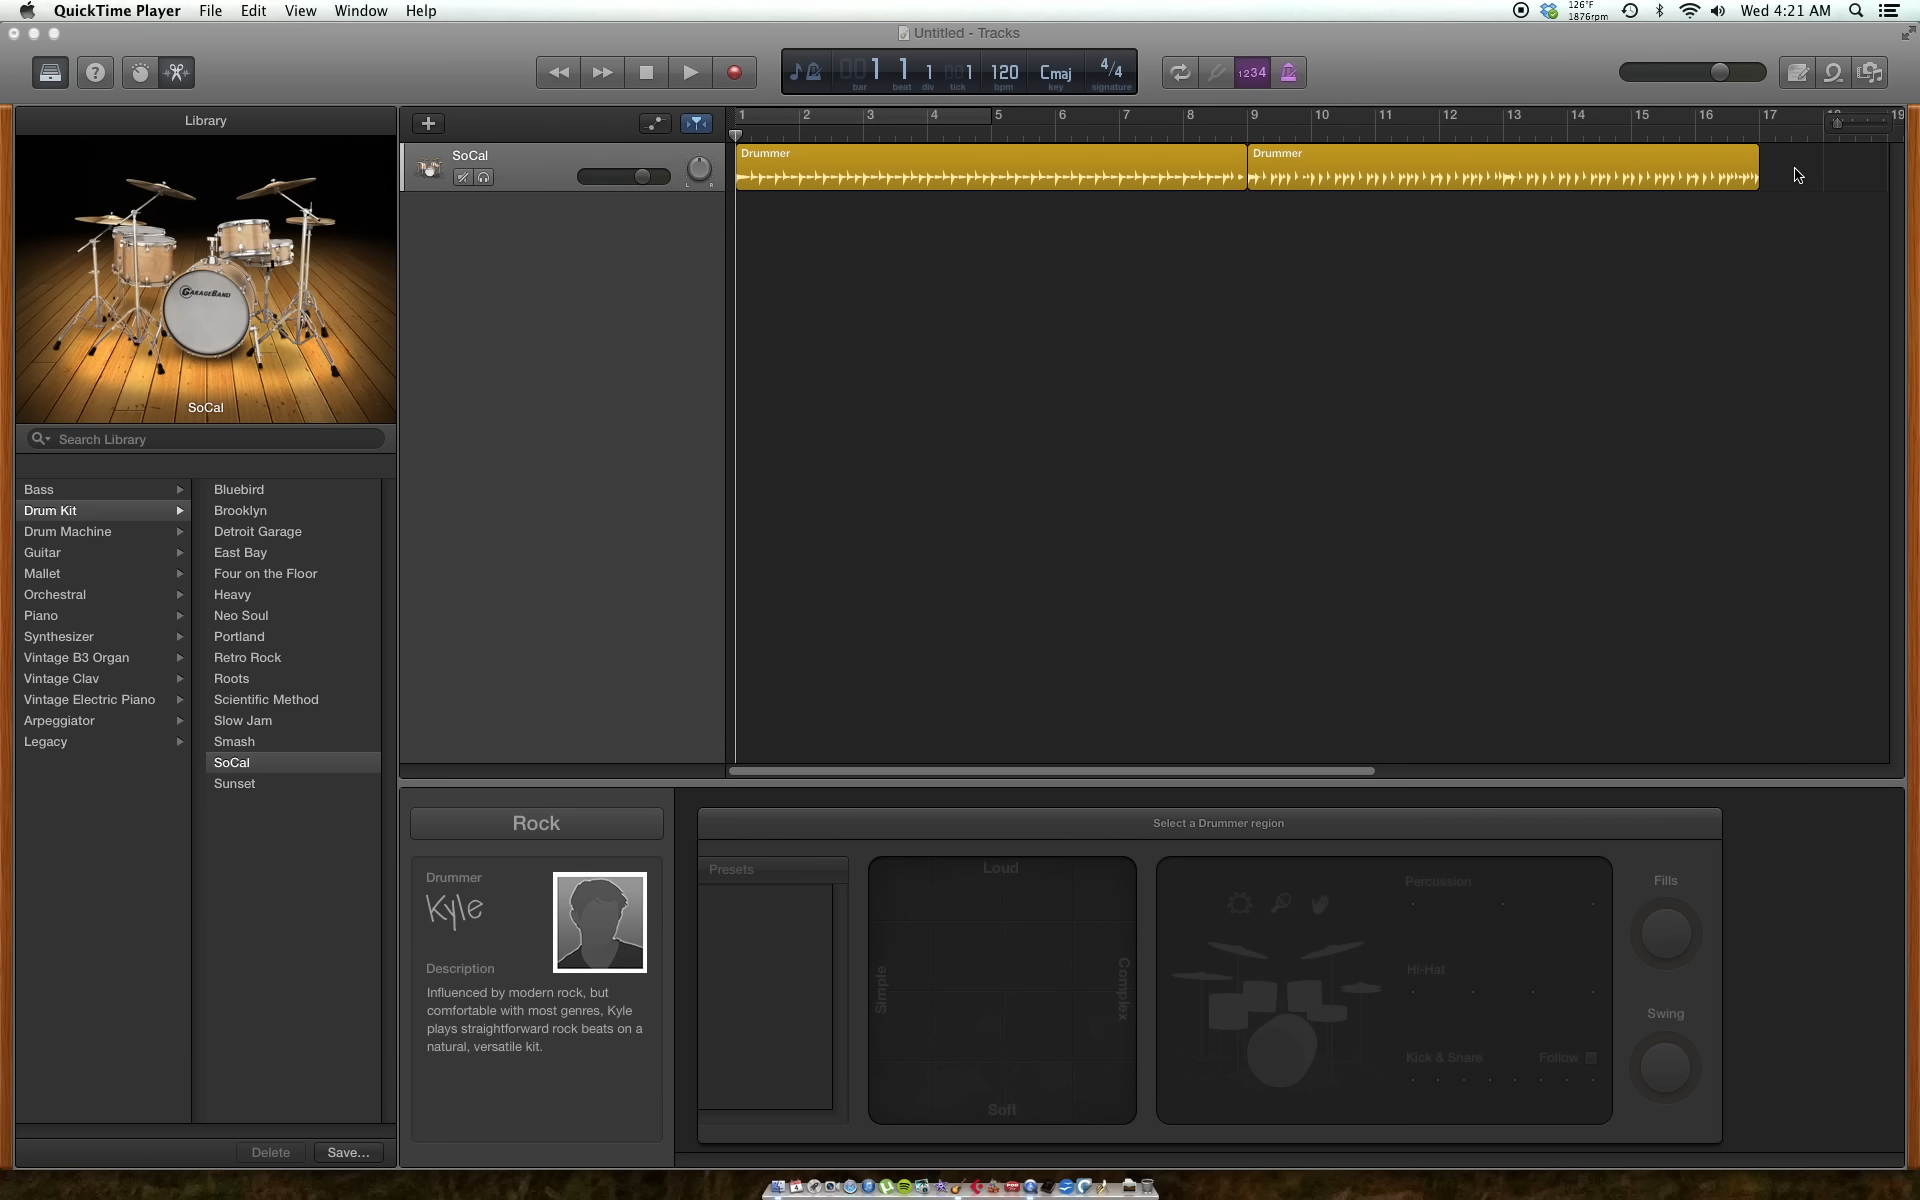 QuickTime Player File Edit View Window Help
126°F
1876rpm
Wed 4:21 AM
Untitled - Tracks
001 1 1 001 120 Cmaj 4/4
bar beat div tick bpm key signature
1234
Library
1 2 3 4 5 6 7 8 9 10 11 12 13 14 15 16 17 18 19
SoCal
L R
Drummer
Drummer
GARAGEBAND
SoCal
Search Library
Bass
Drum Kit
Drum Machine
Guitar
Mallet
Orchestral
Piano
Synthesizer
Vintage B3 Organ
Vintage Clav
Vintage Electric Piano
Arpeggiator
Legacy
Bluebird
Brooklyn
Detroit Garage
East Bay
Four on the Floor
Heavy
Neo Soul
Portland
Retro Rock
Roots
Scientific Method
Slow Jam
Smash
SoCal
Sunset
Delete
Save...
Rock
Drummer
Kyle
Description
Influenced by modern rock, but
comfortable with most genres, Kyle
plays straightforward rock beats on a
natural, versatile kit.
Select a Drummer region
Presets
Loud
Simple
Complex
Soft
Percussion
Hi-Hat
Kick & Snare
Follow
Fills
Swing